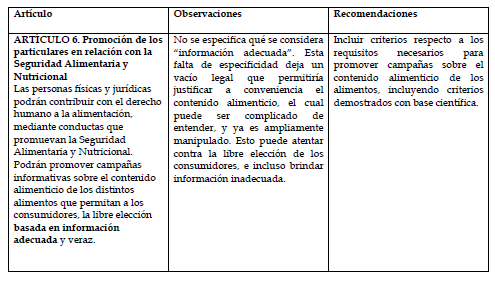 Artículo
Observaciones
Recomendaciones
ARTÍCULO 6. Promoción de los
particulares en relación con la
Seguridad Alimentaria y
Nutricional
Las personas físicas y jurídicas
podrán contribuir con el derecho
humano a la alimentación,
mediante conductas que
promuevan la Seguridad
Alimentaria y Nutricional.
Podrán promover campañas
informativas sobre el contenido
alimenticio de los distintos
alimentos que permitan a los
consumidores, la libre elección
basada en información
adecuada y veraz.
No se especifica qué se considera
“información adecuada”. Esta
falta de especificidad deja un
vacío legal que permitiría
justificar a conveniencia el
contenido alimenticio, el cual
puede ser complicado de
entender, y ya es ampliamente
manipulado. Esto puede atentar
contra la libre elección de los
consumidores, e incluso brindar
información inadecuada.
Incluir criterios respecto a los
requisitos necesarios para
promover campañas sobre el
contenido alimenticio de los
alimentos, incluyendo criterios
demostrados con base científica.